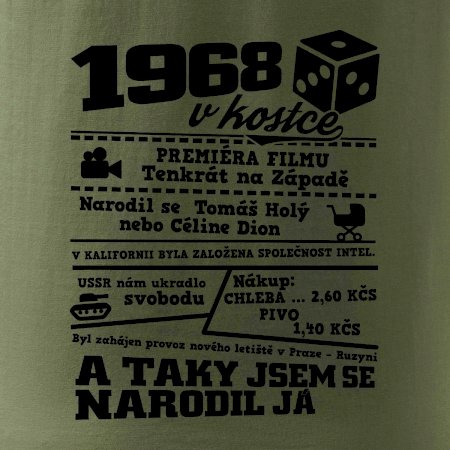 1968
v kostce
PREMIÉRA FILMU
Tenkrát na Západě
Narodil se Tomáš Holý
nebo Céline Dion
V KALIFORNII BYLA ZALOŽENA SPOLEČNOST INTEL.
USSR nám ukradlo
svobodu
Nákup:
CHLEBA ... 2,60 KČS
PIVO
1,40 KČS
Byl zahájen provoz nového letiště v Praze - Ruzyni
A TAKY JSEM SE
NARODIL JÁ